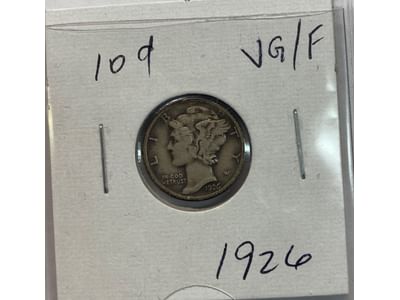 10¢ VG/F
LIBERTY
IN GOD
WE TRUST
1926
1926